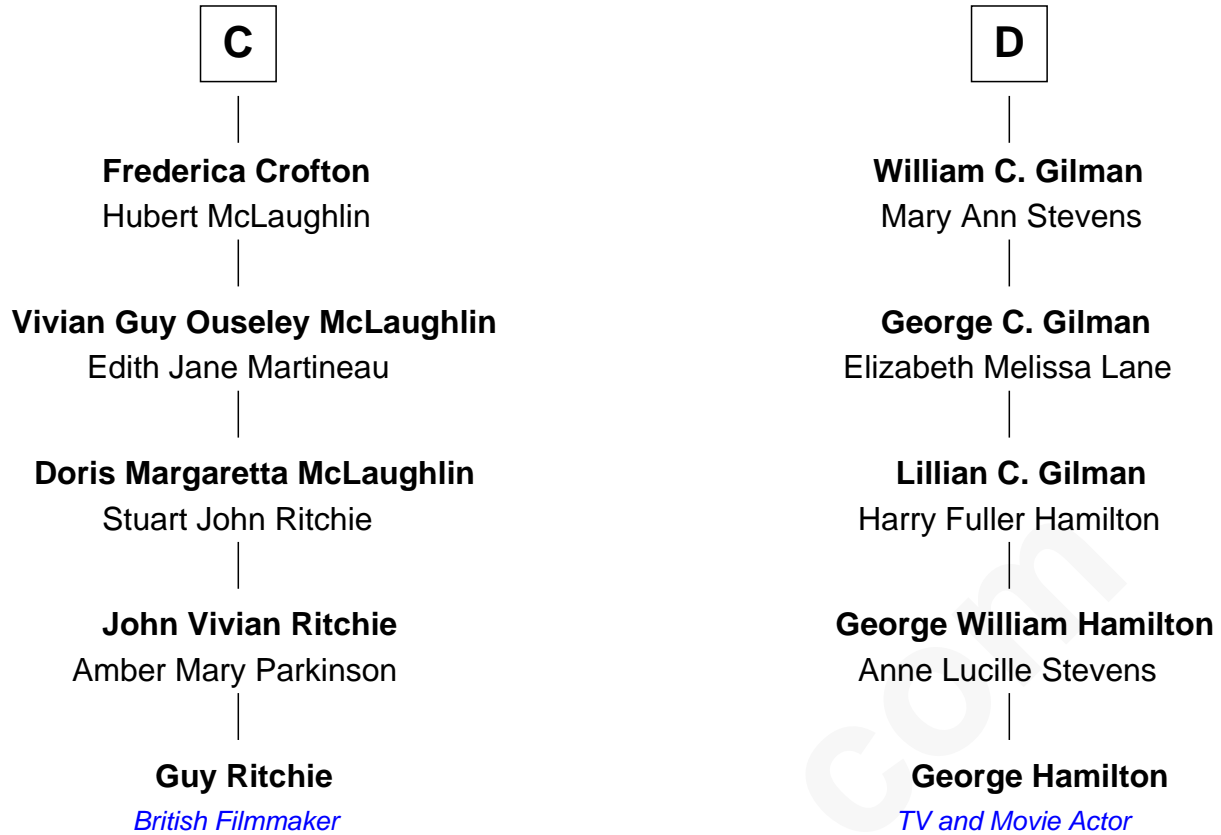 C
Frederica Crofton
Hubert McLaughlin
Vivian Guy Ouseley McLaughlin
Edith Jane Martineau
Doris Margaretta McLaughlin
Stuart John Ritchie
John Vivian Ritchie
Amber Mary Parkinson
Guy Ritchie
British Filmmaker
D
William C. Gilman
Mary Ann Stevens
George C. Gilman
Elizabeth Melissa Lane
Lillian C. Gilman
Harry Fuller Hamilton
George William Hamilton
Anne Lucille Stevens
George Hamilton
TV and Movie Actor
com